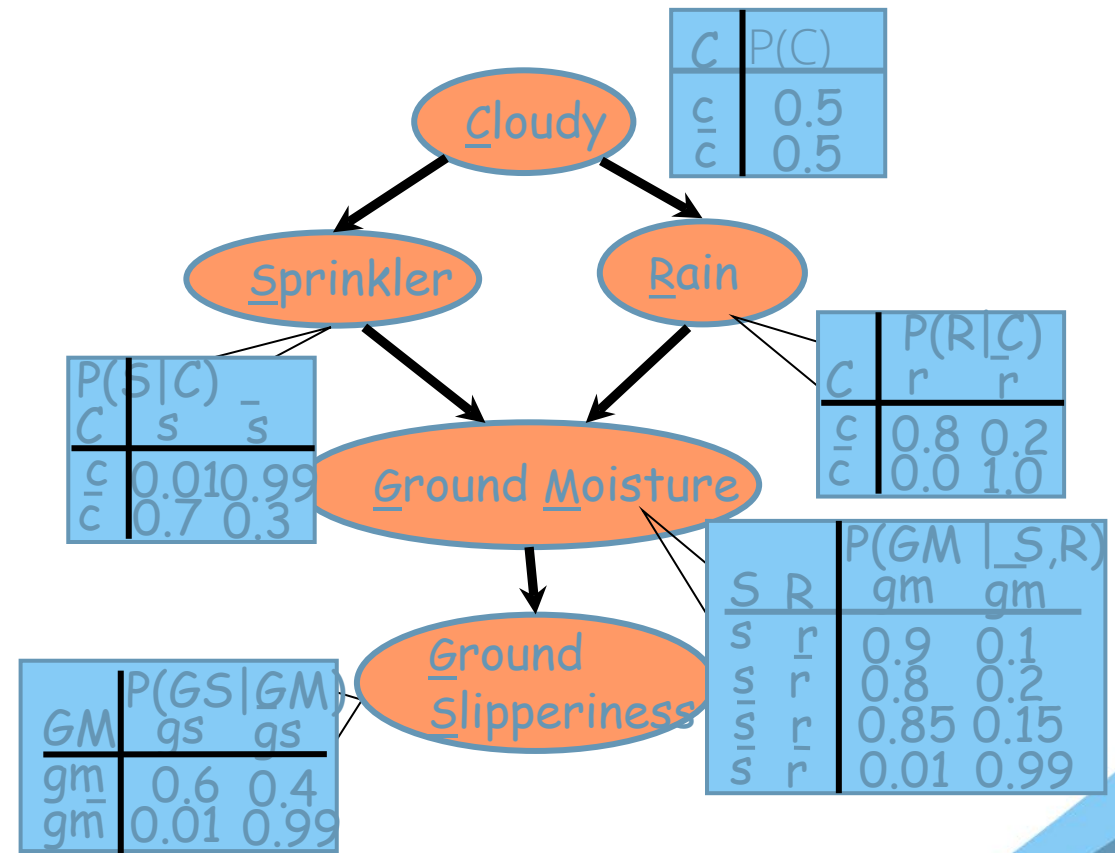 C P(C)
c 0.5
c̅ 0.5
Cloudy
Sprinkler
Rain
P(R|C)
C r r̅
c 0.8 0.2
c̅ 0.0 1.0
P(S|C)
C s s̅
c 0.01 0.99
c̅ 0.7 0.3
Ground Moisture
P(GM |S,R)
S R gm g̅m̅
s r 0.9 0.1
s r̅ 0.8 0.2
s̅ r 0.85 0.15
s̅ r̅ 0.01 0.99
Ground
Slipperiness
P(GS|GM)
GM gs g̅s̅
gm 0.6 0.4
g̅m̅ 0.01 0.99